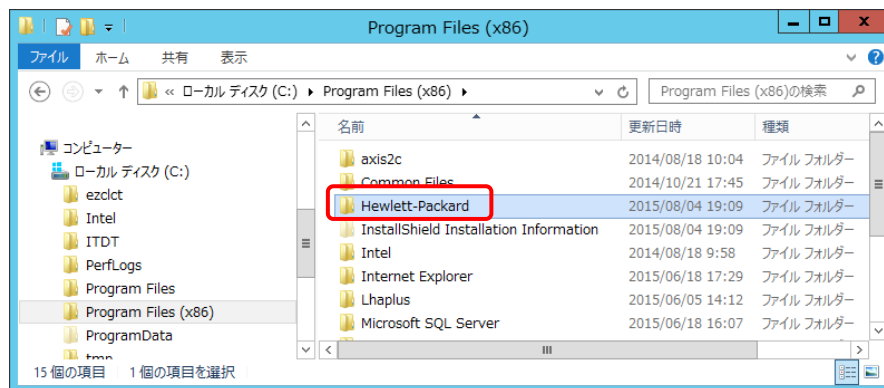 Program Files (x86)
ファイル ホーム 共有 表示
« ローカル ディスク (C:) Program Files (x86) Program Files (x86)の検索
名前 更新日時 種類
コンピューター
ローカル ディスク (C:)
ezclct
Intel
ITDT
PerfLogs
Program Files
Program Files (x86)
ProgramData
tmp
axis2c 2014/08/18 10:04 ファイル フォルダー
Common Files 2014/10/21 17:45 ファイル フォルダー
Hewlett-Packard 2015/08/04 19:09 ファイル フォルダー
InstallShield Installation Information 2015/08/04 19:09 ファイル フォルダー
Intel 2014/08/18 9:58 ファイル フォルダー
Internet Explorer 2015/06/18 17:29 ファイル フォルダー
Lhaplus 2015/06/05 14:12 ファイル フォルダー
Microsoft SQL Server 2015/06/18 16:07 ファイル フォルダー
15 個の項目 1 個の項目を選択